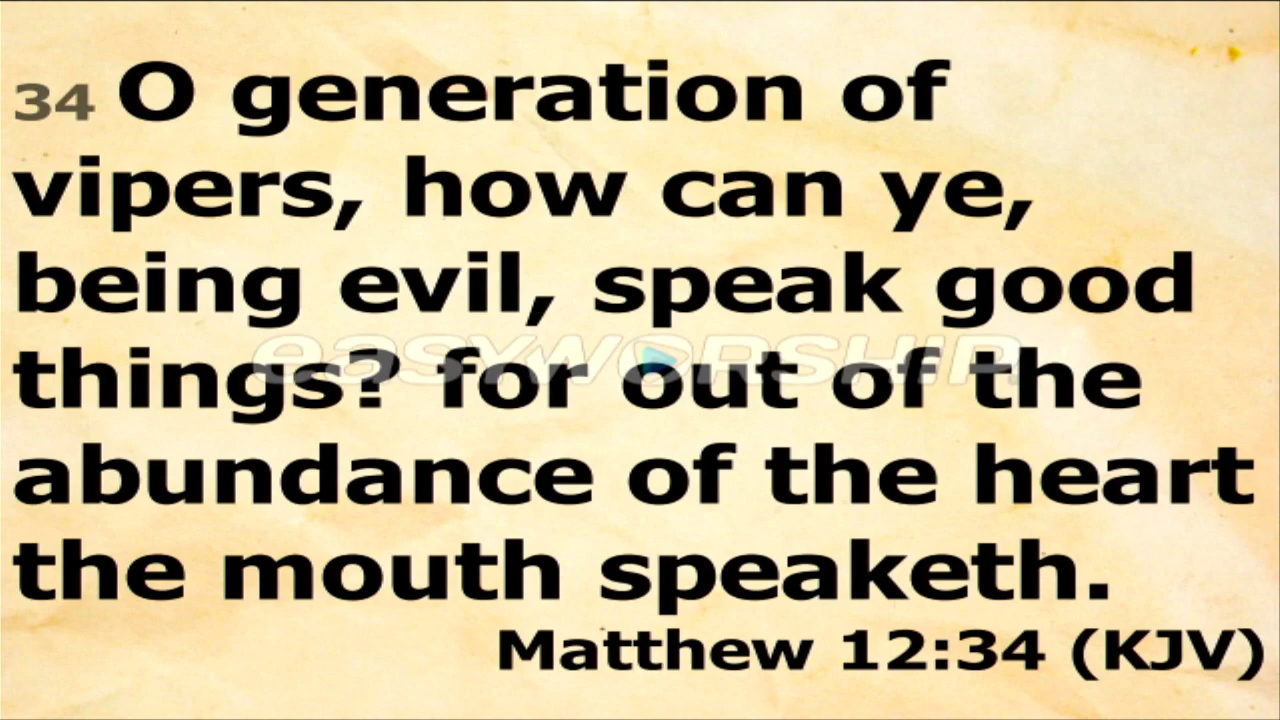 34 O generation of
vipers, how can ye,
being evil, speak good
things? for out of the
easyworship
abundance of the heart
the mouth speaketh.
Matthew 12:34 (KJV)